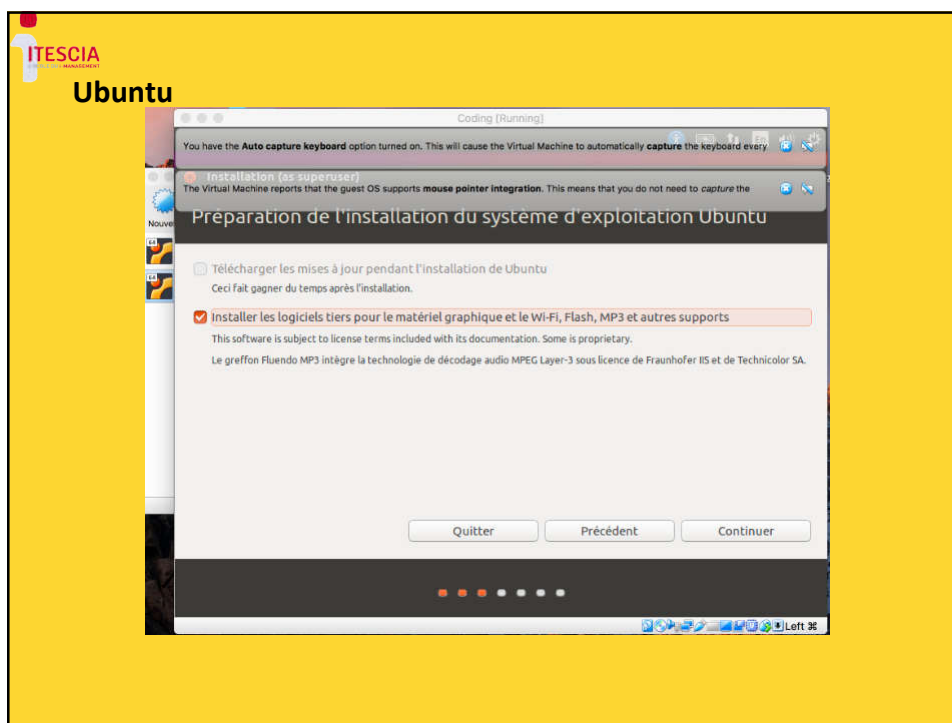 ITESCIA
Ubuntu
Coding [Running]
You have the Auto capture keyboard option turned on. This will cause the Virtual Machine to automatically capture the keyboard every
Installation (as superuser)
The Virtual Machine reports that the guest OS supports mouse pointer integration. This means that you do not need to capture the
Préparation de l'installation du système d'exploitation Ubuntu
Nouve
64
64
Télécharger les mises à jour pendant l'installation de Ubuntu
Ceci fait gagner du temps après l'installation.
Installer les logiciels tiers pour le matériel graphique et le Wi-Fi, Flash, MP3 et autres supports
This software is subject to license terms included with its documentation. Some is proprietary.
Le greffon Fluendo MP3 intègre la technologie de décodage audio MPEG Layer-3 sous licence de Fraunhofer IIS et de Technicolor SA.
Quitter
Précédent
Continuer
Left ⌘